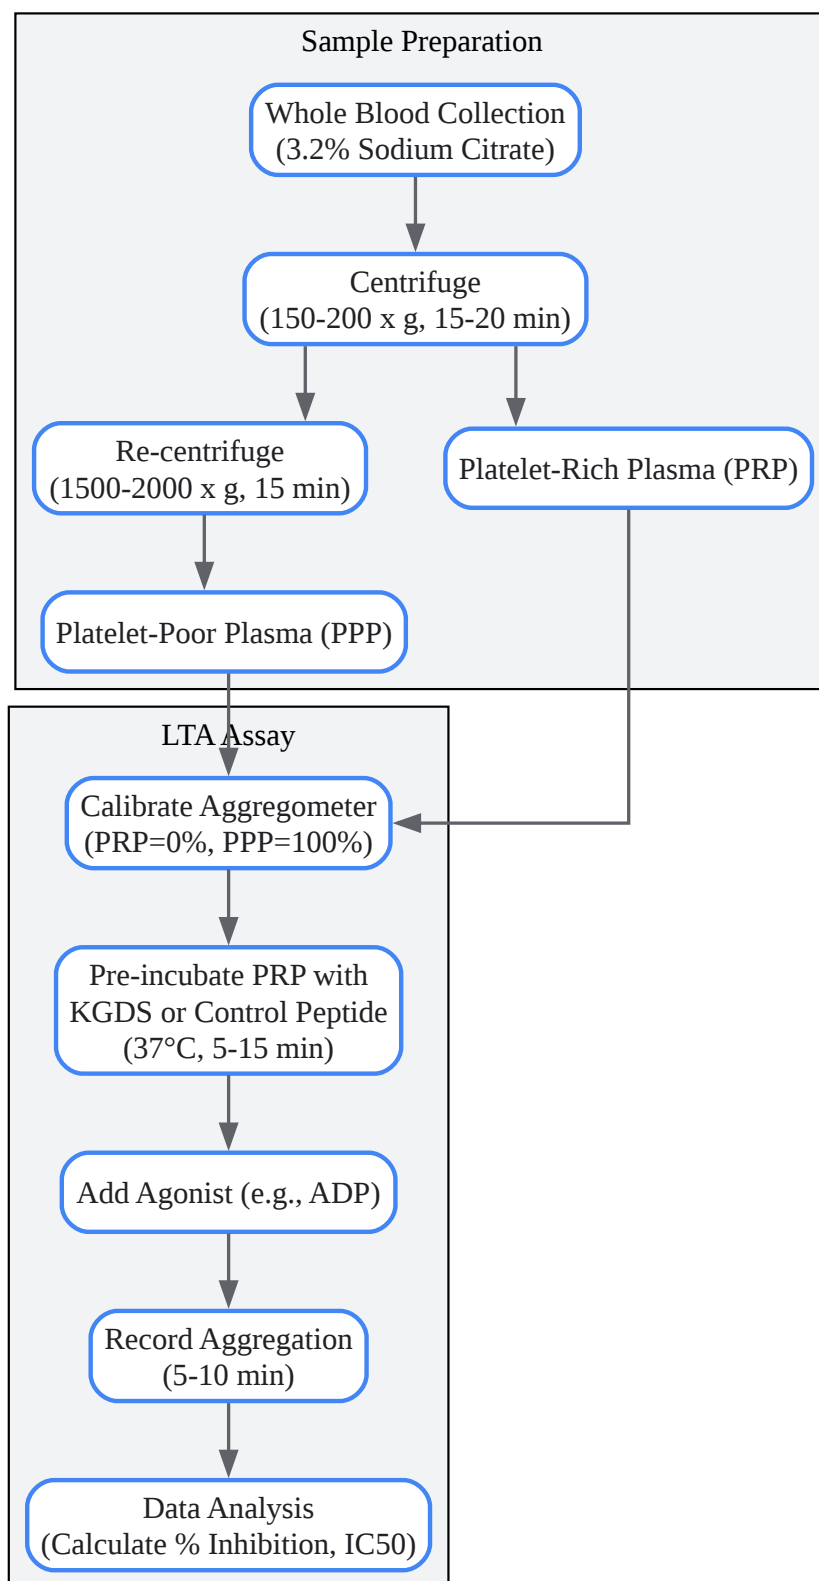 Sample Preparation
Whole Blood Collection
(3.2% Sodium Citrate)
Centrifuge
(150-200 x g, 15-20 min)
Re-centrifuge
(1500-2000 x g, 15 min)
Platelet-Rich Plasma (PRP)
Platelet-Poor Plasma (PPP)
LTA Assay
Calibrate Aggregometer
(PRP=0%, PPP=100%)
Pre-incubate PRP with
KGDS or Control Peptide
(37°C, 5-15 min)
Add Agonist (e.g., ADP)
Record Aggregation
(5-10 min)
Data Analysis
(Calculate % Inhibition, IC50)